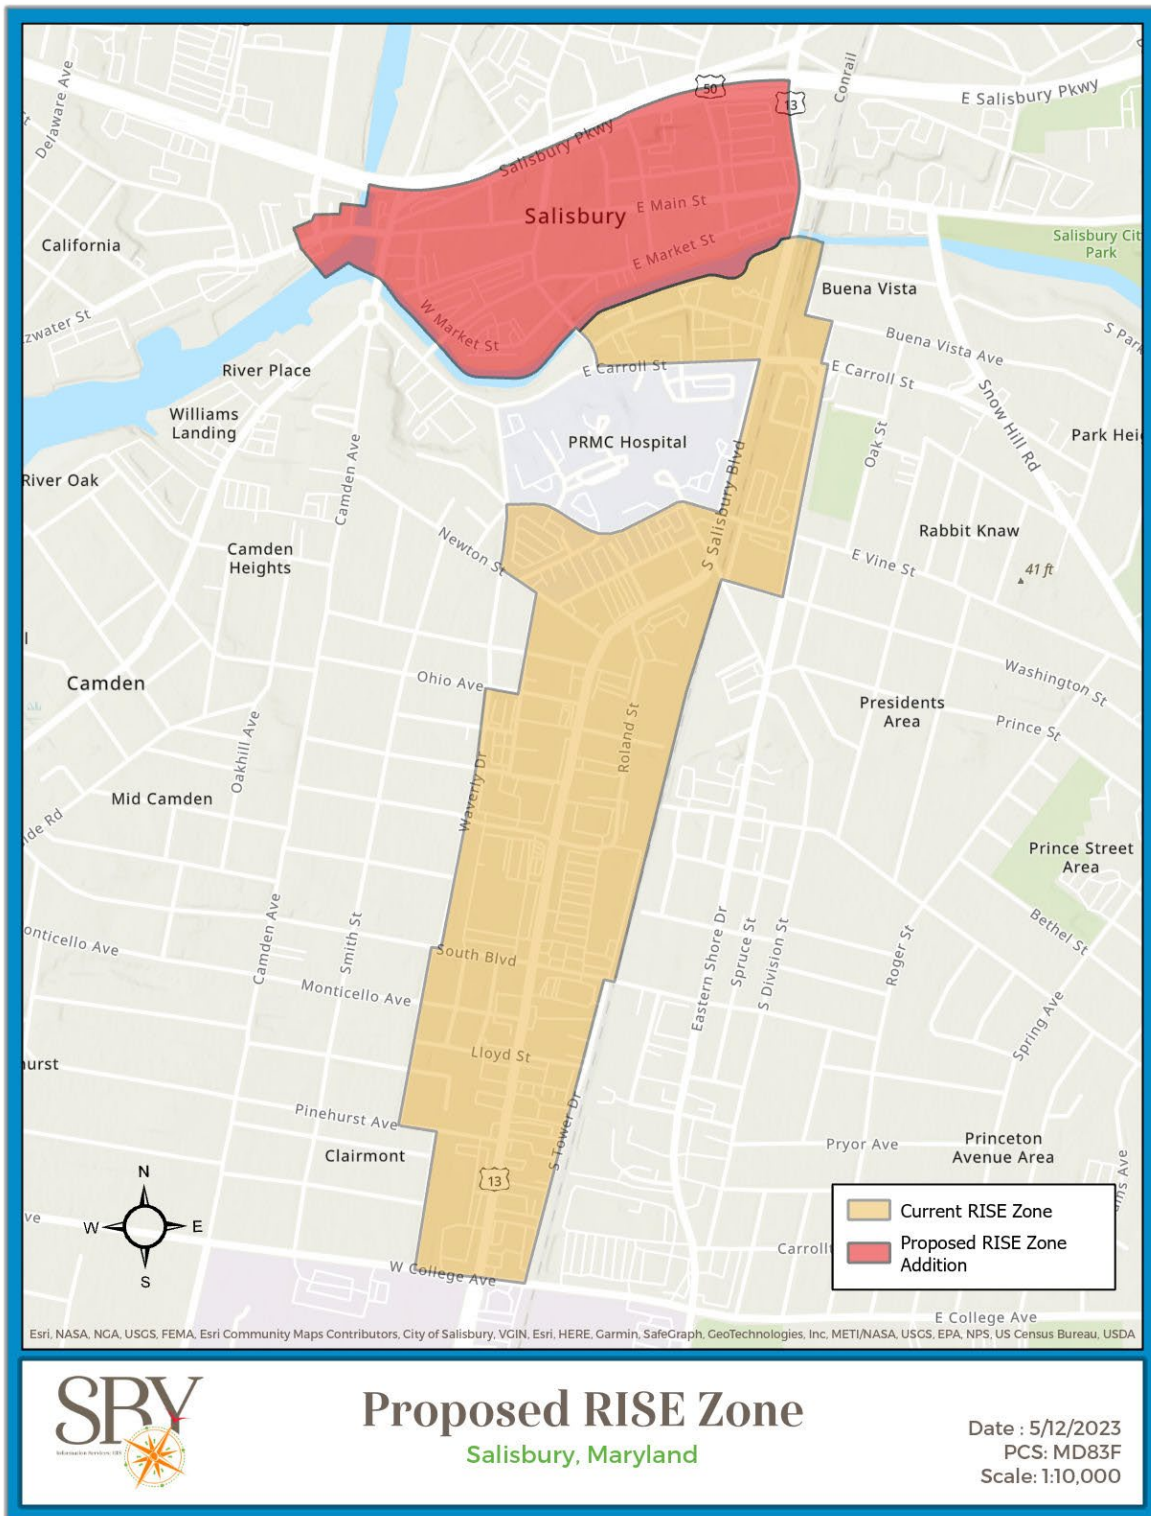 Delaware Ave
50
13
Conrail
E Salisbury Pkwy
Salisbury Pkwy
E Main St
Salisbury
E Market St
California
Salisbury City
Park
Buena Vista
W Market St
S Park
Buena Vista Ave
River Place
E Carroll St
E Carroll St
Snow Hill Rd
Williams
Landing
PRMC Hospital
Oak St
Park Hei
River Oak
Camden Ave
S Salisbury Blvd
Newton St
Rabbit Knaw
Camden
Heights
E Vine St
41 ft
Ohio Ave
Camden
Washington St
Presidents
Area
Prince St
Roland St
Oakhill Ave
Waverly Dr
Mid Camden
Prince Street
Area
Bethel St
Camden Ave
Smith St
South Blvd
Monticello Ave
Eastern Shore Dr
Spruce St
S Division St
Roger St
Spring Ave
Lloyd St
Pinehurst Ave
S Tower Dr
Pryor Ave
Princeton
Avenue Area
Clairmont
13
N
W
E
S
Current RISE Zone
Proposed RISE Zone
Addition
W College Ave
E College Ave
Esri, NASA, NGA, USGS, FEMA, Esri Community Maps Contributors, City of Salisbury, VGIN, Esri, HERE, Garmin, SafeGraph, GeoTechnologies, Inc, METI/NASA, USGS, EPA, NPS, US Census Bureau, USDA
SBY
Proposed RISE Zone
Salisbury, Maryland
Date : 5/12/2023
PCS: MD83F
Scale: 1:10,000